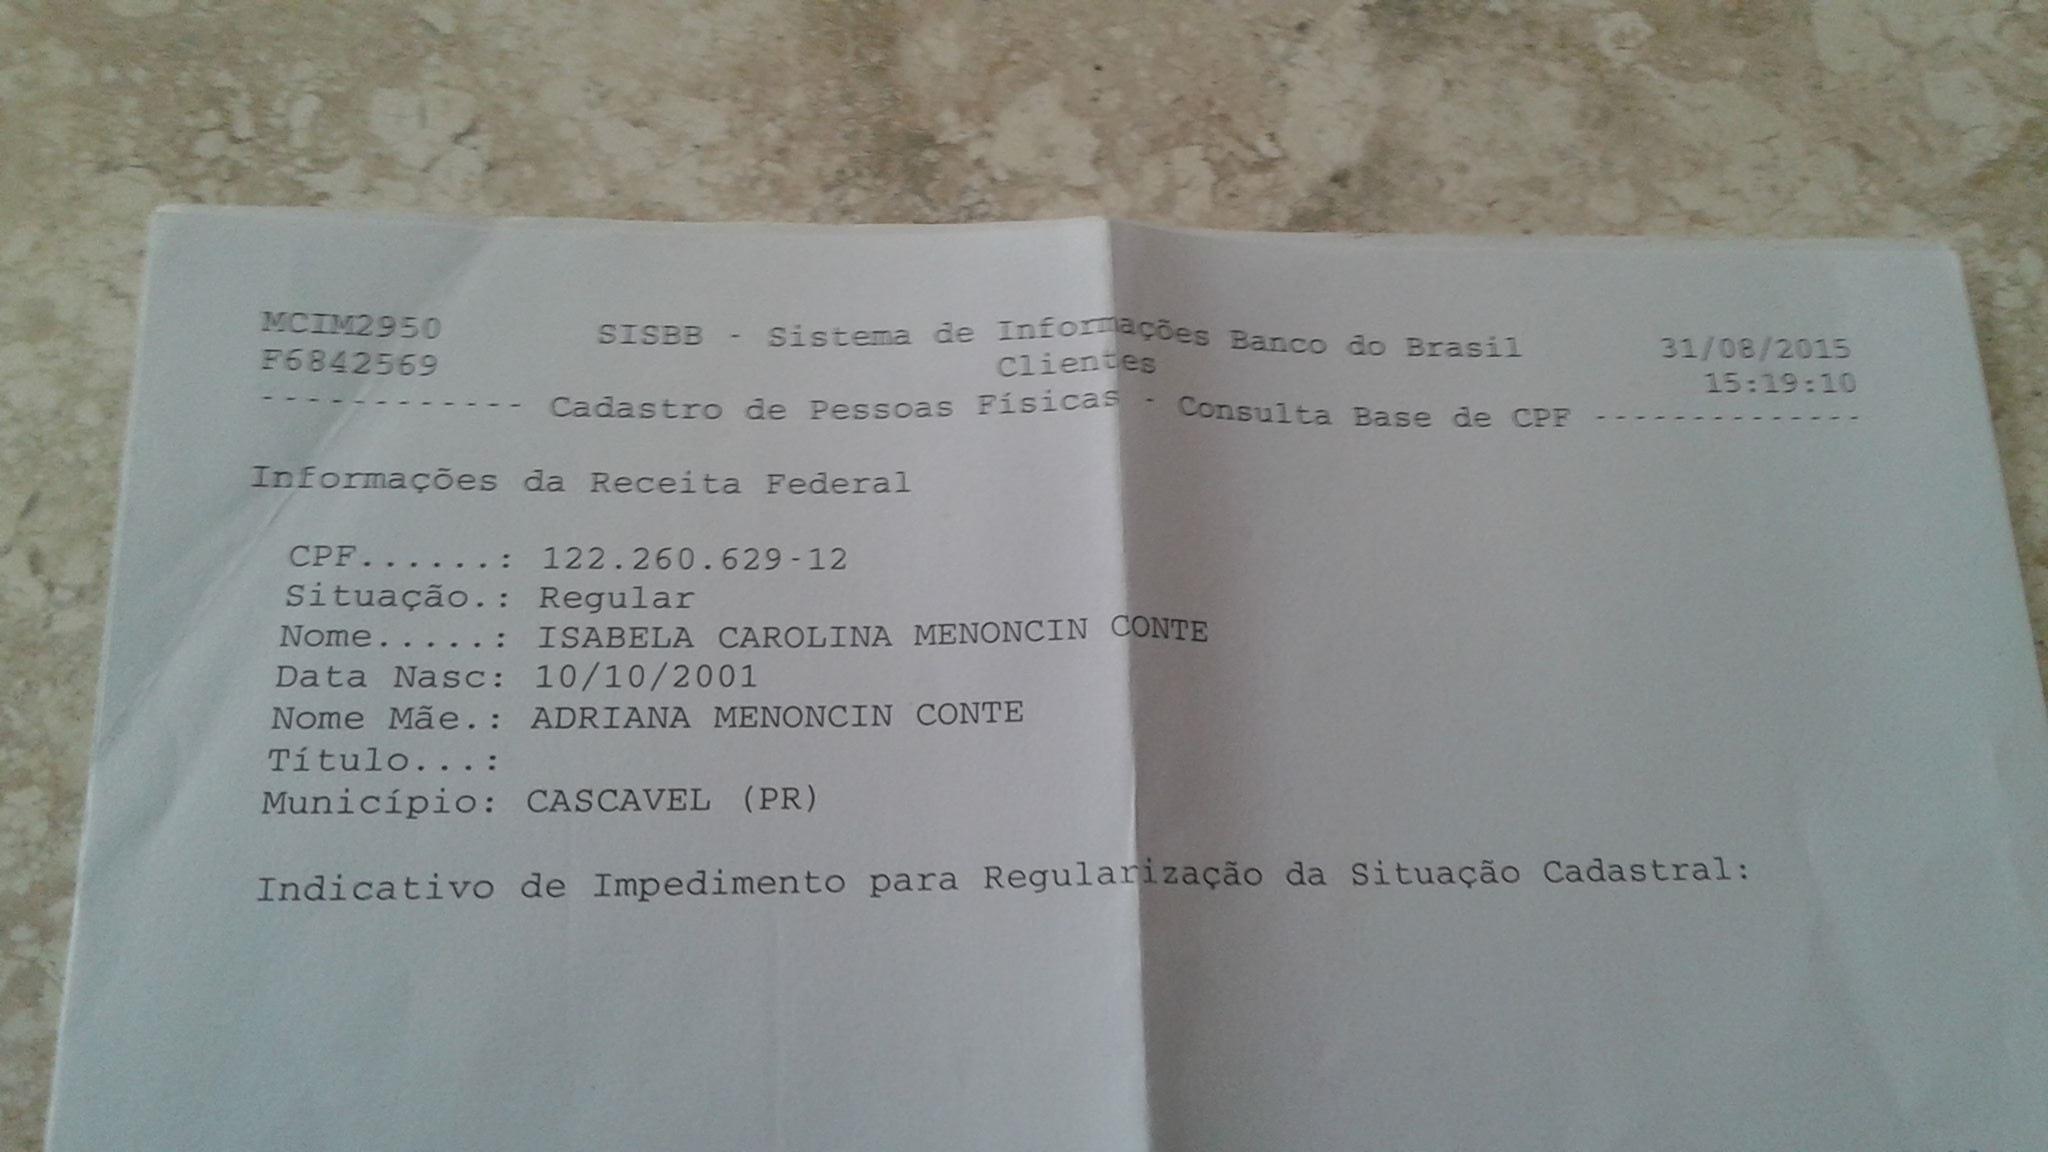 MCIM2950 SISBB - Sistema de Informações Banco do Brasil 31/08/2015
F6842569 Clientes 15:19:10
------------ Cadastro de Pessoas Físicas - Consulta Base de CPF --------------
Informações da Receita Federal
CPF......: 122.260.629-12
Situação.: Regular
Nome.....: ISABELA CAROLINA MENONCIN CONTE
Data Nasc: 10/10/2001
Nome Mãe.: ADRIANA MENONCIN CONTE
Título...:
Município: CASCAVEL (PR)
Indicativo de Impedimento para Regularização da Situação Cadastral: